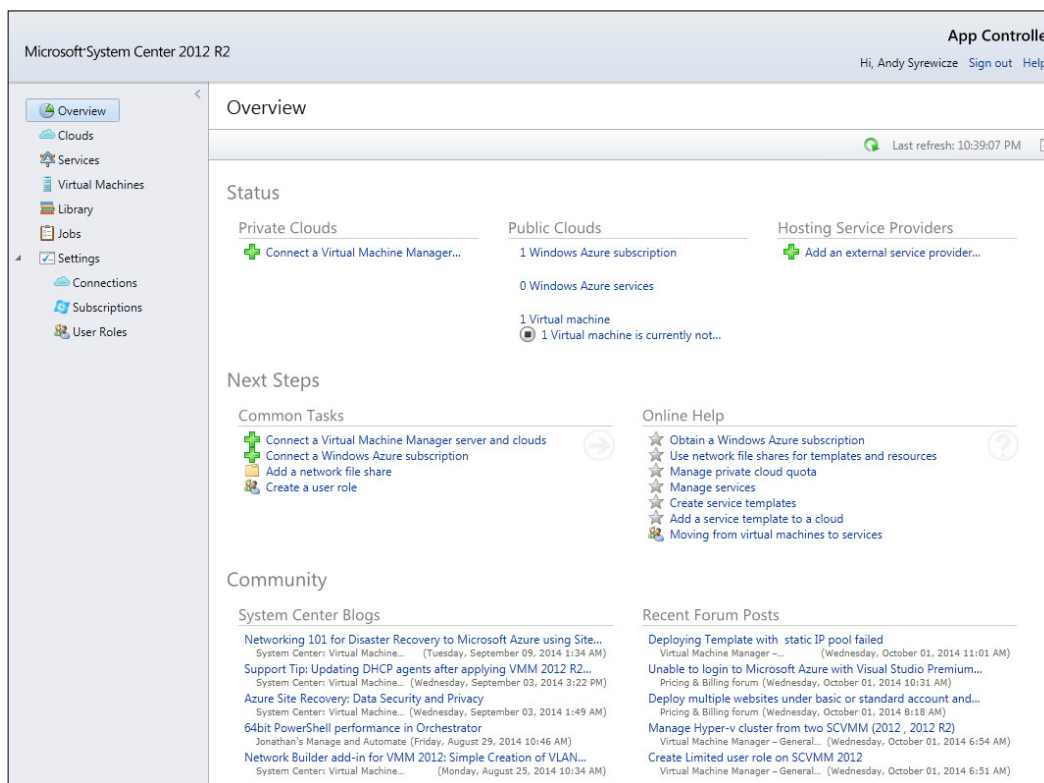 Microsoft System Center 2012 R2
App Controlle
Hi, Andy Syrewicze Sign out Help
Overview
Clouds
Services
Virtual Machines
Library
Jobs
Settings
Connections
Subscriptions
User Roles
Overview
Last refresh: 10:39:07 PM
Status
Private Clouds
Connect a Virtual Machine Manager...
Public Clouds
1 Windows Azure subscription
0 Windows Azure services
1 Virtual machine
1 Virtual machine is currently not...
Hosting Service Providers
Add an external service provider...
Next Steps
Common Tasks
Connect a Virtual Machine Manager server and clouds
Connect a Windows Azure subscription
Add a network file share
Create a user role
Online Help
Obtain a Windows Azure subscription
Use network file shares for templates and resources
Manage private cloud quota
Manage services
Create service templates
Add a service template to a cloud
Moving from virtual machines to services
Community
System Center Blogs
Networking 101 for Disaster Recovery to Microsoft Azure using Site...
System Center: Virtual Machine... (Tuesday, September 09, 2014 1:34 AM)
Support Tip: Updating DHCP agents after applying VMM 2012 R2...
System Center: Virtual Machine... (Wednesday, September 03, 2014 3:22 PM)
Azure Site Recovery: Data Security and Privacy
System Center: Virtual Machine... (Wednesday, September 03, 2014 1:49 AM)
64bit PowerShell performance in Orchestrator
Jonathan's Manage and Automate (Friday, August 29, 2014 10:46 AM)
Network Builder add-in for VMM 2012: Simple Creation of VLAN...
System Center: Virtual Machine... (Monday, August 25, 2014 10:34 AM)
Recent Forum Posts
Deploying Template with static IP pool failed
Virtual Machine Manager –... (Wednesday, October 01, 2014 11:01 AM)
Unable to login to Microsoft Azure with Visual Studio Premium...
Pricing & Billing forum (Wednesday, October 01, 2014 10:31 AM)
Deploy multiple websites under basic or standard account and...
Pricing & Billing forum (Wednesday, October 01, 2014 8:18 AM)
Manage Hyper-v cluster from two SCVMM (2012 , 2012 R2)
Virtual Machine Manager – General... (Wednesday, October 01, 2014 6:54 AM)
Create Limited user role on SCVMM 2012
Virtual Machine Manager – General... (Wednesday, October 01, 2014 6:51 AM)